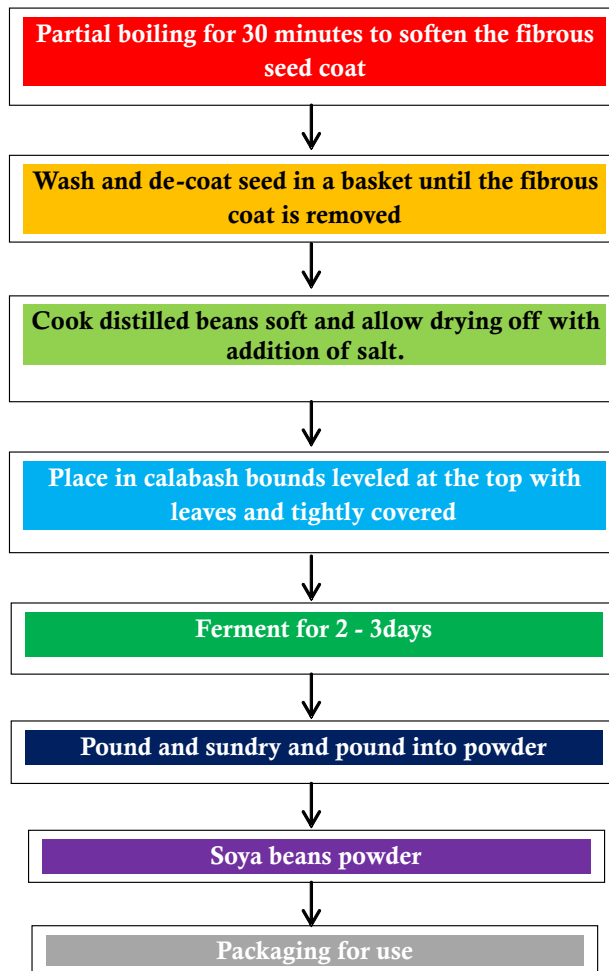 Partial boiling for 30 minutes to soften the fibrous
seed coat
Wash and de-coat seed in a basket until the fibrous
coat is removed
Cook distilled beans soft and allow drying off with
addition of salt.
Place in calabash bounds leveled at the top with
leaves and tightly covered
Ferment for 2 - 3days
Pound and sundry and pound into powder
Soya beans powder
Packaging for use